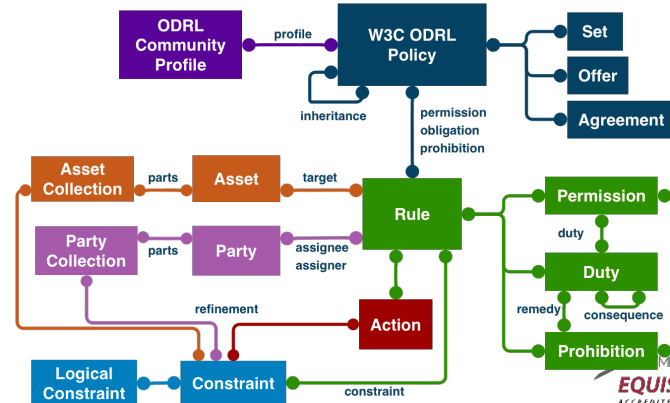 ODRL
Community
Profile
profile
W3C ODRL
Policy
Set
Offer
Agreement
inheritance
permission
obligation
prohibition
Asset
Collection
parts
Asset
target
Rule
Permission
duty
Party
Collection
parts
Party
assignee
assigner
Duty
remedy
consequence
refinement
Action
Prohibition
Logical
Constraint
Constraint
constraint